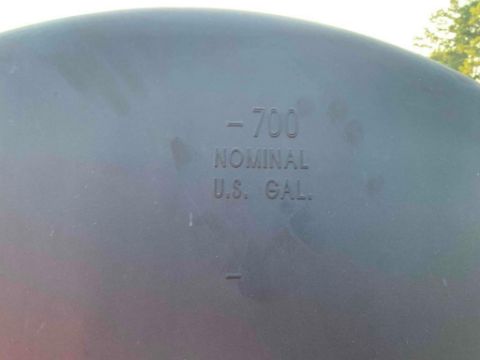 - 700
NOMINAL
U.S. GAL.
-